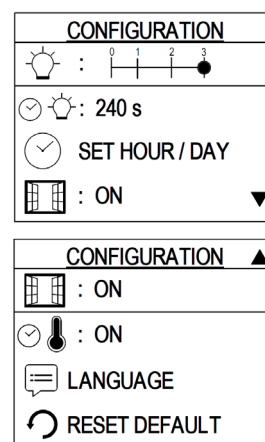 CONFIGURATION
0 1 2 3
:
: 240 s
SET HOUR / DAY
: ON
CONFIGURATION
: ON
: ON
LANGUAGE
RESET DEFAULT